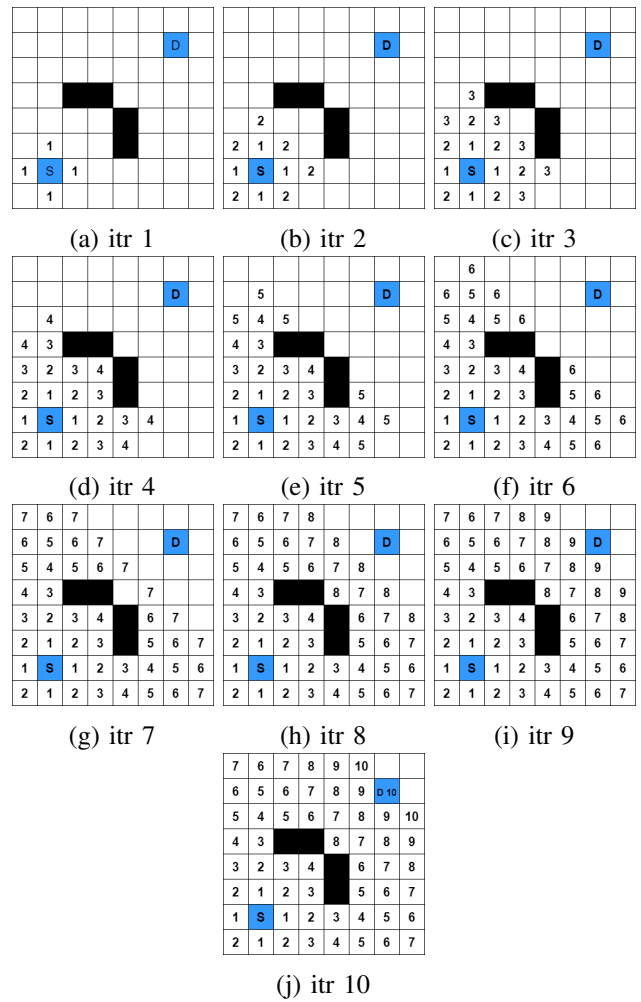 D
1
1 S 1
1
(a) itr 1
D
2
2 1 2
1 S 1 2
2 1 2
(b) itr 2
D
3
3 2 3
2 1 2 3
1 S 1 2 3
2 1 2 3
(c) itr 3
D
4
4 3
3 2 3 4
2 1 2 3
1 S 1 2 3 4
2 1 2 3 4
(d) itr 4
5 D
5 4 5
4 3
3 2 3 4
2 1 2 3 5
1 S 1 2 3 4 5
2 1 2 3 4 5
(e) itr 5
6
6 5 6 D
5 4 5 6
4 3
3 2 3 4 6
2 1 2 3 5 6
1 S 1 2 3 4 5 6
2 1 2 3 4 5 6
(f) itr 6
7 6 7
6 5 6 7 D
5 4 5 6 7
4 3 7
3 2 3 4 6 7
2 1 2 3 5 6 7
1 S 1 2 3 4 5 6
2 1 2 3 4 5 6 7
(g) itr 7
7 6 7 8
6 5 6 7 8 D
5 4 5 6 7 8
4 3 8 7 8
3 2 3 4 6 7 8
2 1 2 3 5 6 7
1 S 1 2 3 4 5 6
2 1 2 3 4 5 6 7
(h) itr 8
7 6 7 8 9
6 5 6 7 8 9 D
5 4 5 6 7 8 9
4 3 8 7 8 9
3 2 3 4 6 7 8
2 1 2 3 5 6 7
1 S 1 2 3 4 5 6
2 1 2 3 4 5 6 7
(i) itr 9
7 6 7 8 9 10
6 5 6 7 8 9 D 10
5 4 5 6 7 8 9 10
4 3 8 7 8 9
3 2 3 4 6 7 8
2 1 2 3 5 6 7
1 S 1 2 3 4 5 6
2 1 2 3 4 5 6 7
(j) itr 10